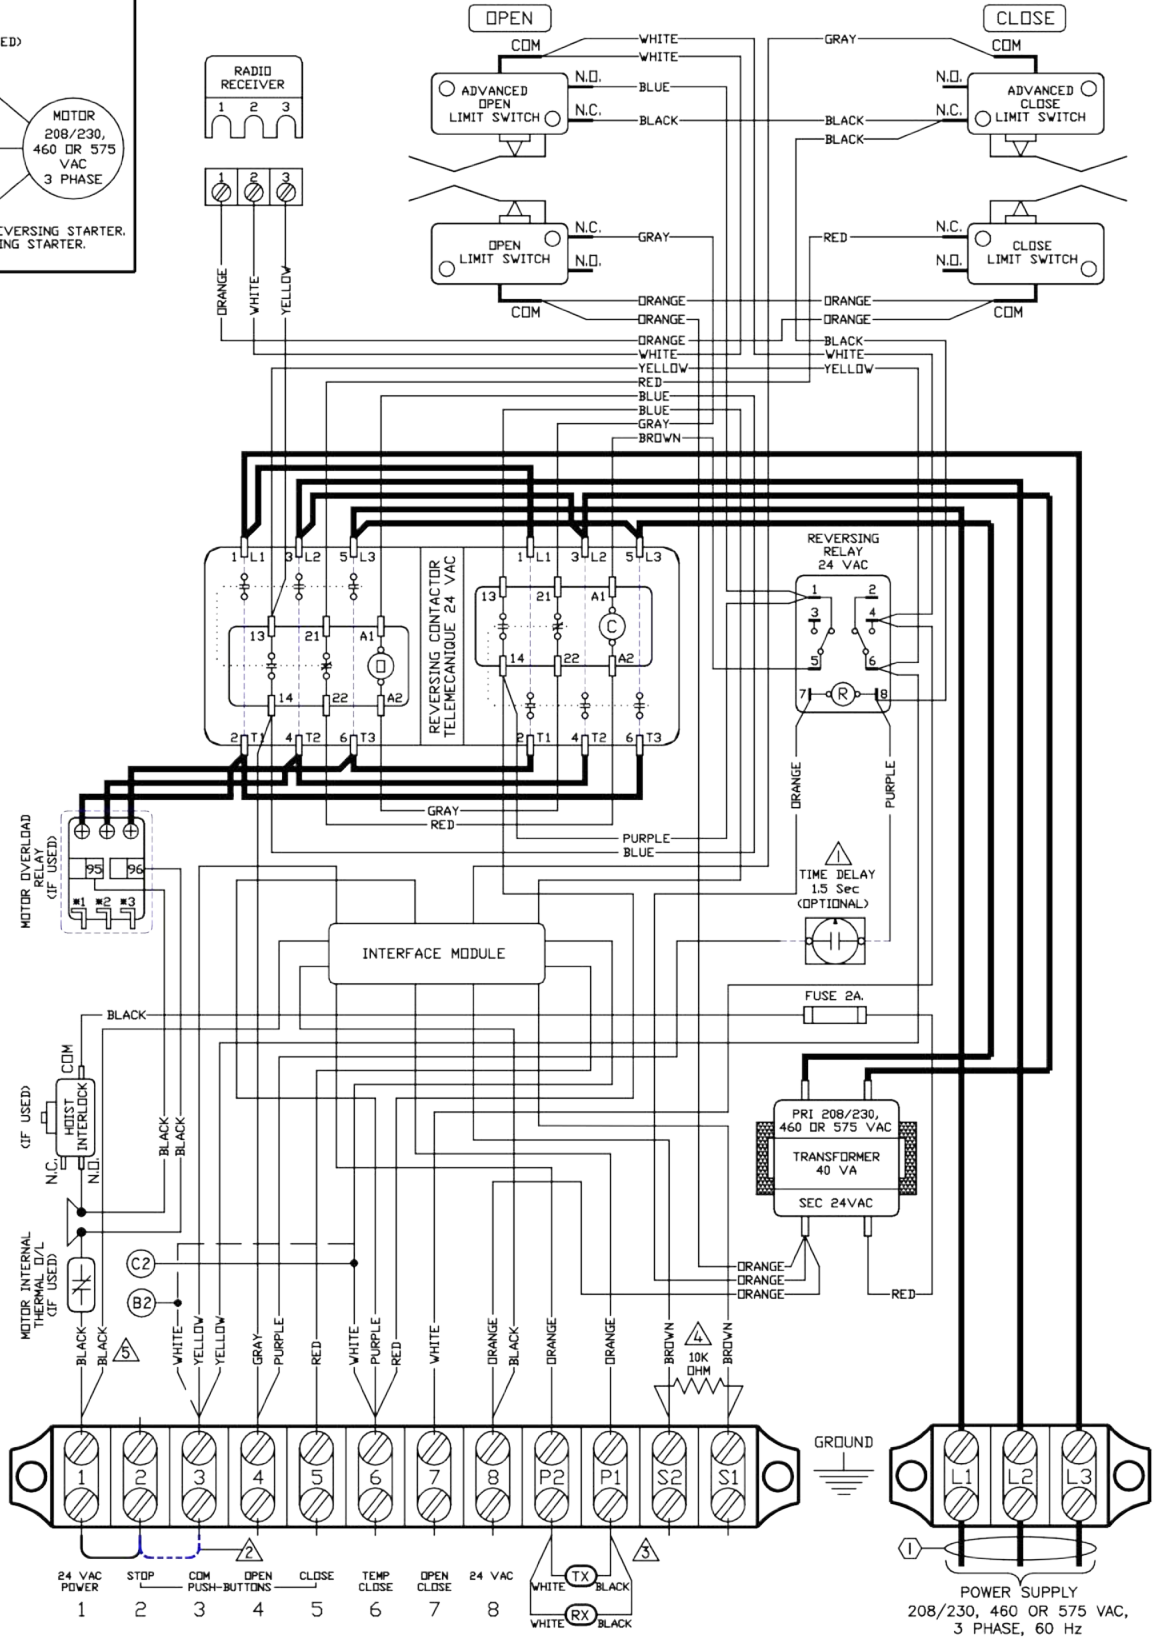 OPEN
CLOSE
ED)
COM
WHITE
WHITE
GRAY
COM
RADIO
RECEIVER
1 2 3
N.O.
BLUE
N.O.
ADVANCED
OPEN
LIMIT SWITCH
N.C.
BLACK
BLACK
BLACK
N.C.
ADVANCED
CLOSE
LIMIT SWITCH
MOTOR
208/230,
460 OR 575
VAC
3 PHASE
1 2 3
EVERSING STARTER.
ING STARTER.
OPEN
LIMIT SWITCH
N.C.
N.O.
GRAY
RED
N.C.
N.O.
CLOSE
LIMIT SWITCH
ORANGE
WHITE
YELLOW
COM
ORANGE
ORANGE
ORANGE
ORANGE
COM
ORANGE
BLACK
WHITE
WHITE
YELLOW
YELLOW
RED
BLUE
BLUE
GRAY
BROWN
1 L1
3 L2
5 L3
1 L1
3 L2
5 L3
REVERSING CONTACTOR
TELEMECANIQUE 24 VAC
13
21
A1
O
14
22
A2
13
21
A1
C
14
22
A2
2 T1
4 T2
6 T3
2 T1
4 T2
6 T3
REVERSING
RELAY
24 VAC
1
2
3
4
5
6
7
R
8
ORANGE
PURPLE
GRAY
RED
PURPLE
BLUE
MOTOR OVERLOAD
RELAY
(IF USED)
95
96
*1 *2 *3
1
TIME DELAY
1.5 Sec
(OPTIONAL)
INTERFACE MODULE
FUSE 2A.
BLACK
COM
HOIST
INTERLOCK
(IF USED)
N.C.
N.O.
BLACK
BLACK
PRI 208/230,
460 OR 575 VAC
TRANSFORMER
40 VA
SEC 24VAC
MOTOR INTERNAL
THERMAL O/L
(IF USED)
C2
B2
ORANGE
ORANGE
ORANGE
RED
BLACK
BLACK
5
WHITE
YELLOW
YELLOW
GRAY
PURPLE
RED
WHITE
PURPLE
RED
WHITE
ORANGE
BLACK
ORANGE
ORANGE
BROWN
4
10K
OHM
BROWN
1 2 3 4 5 6 7 8 P2 P1 S2 S1
GROUND
L1 L2 L3
2
3
1
24 VAC
POWER
STOP
COM
OPEN
CLOSE
PUSH-BUTTONS
TEMP
CLOSE
OPEN
CLOSE
24 VAC
1 2 3 4 5 6 7 8
WHITE
TX
BLACK
WHITE
RX
BLACK
POWER SUPPLY
208/230, 460 OR 575 VAC,
3 PHASE, 60 Hz